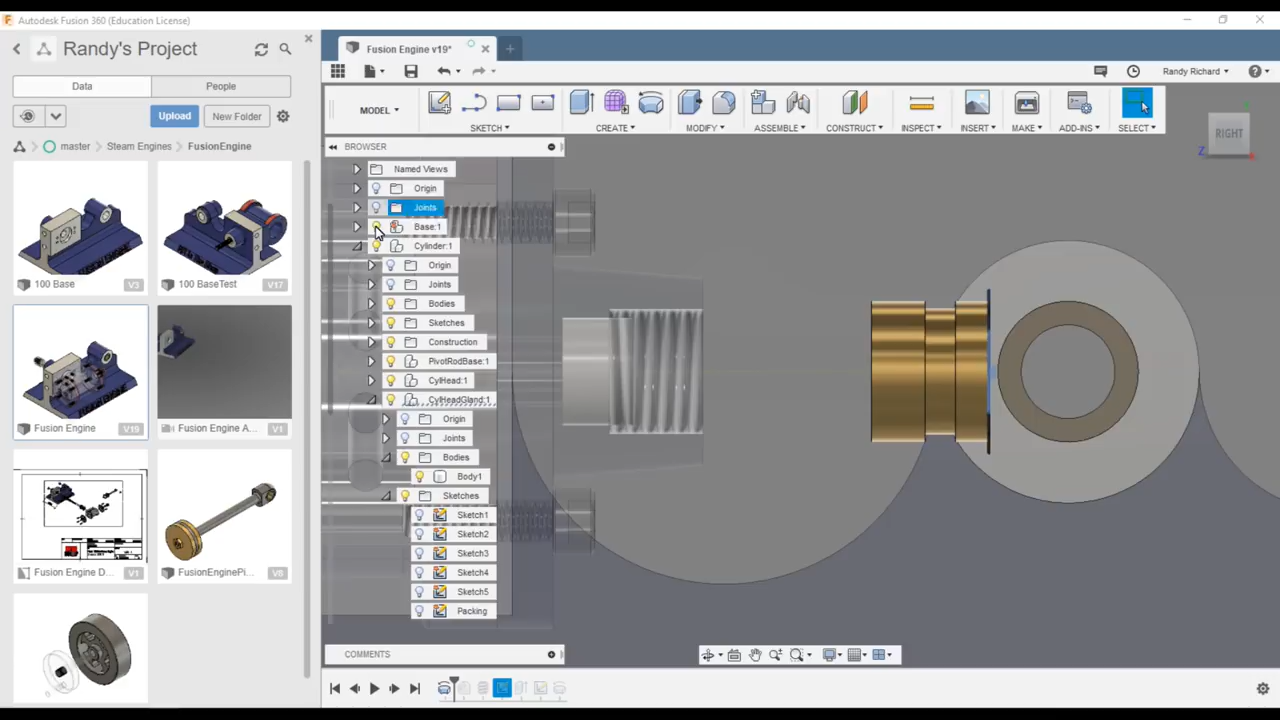 Autodesk Fusion 360 (Education License)
Randy's Project
Fusion Engine v19*
Randy Richard
Data
People
MODEL
SKETCH
CREATE
MODIFY
ASSEMBLE
CONSTRUCT
INSPECT
INSERT
MAKE
ADD-INS
SELECT
Upload
New Folder
master
Steam Engines
FusionEngine
BROWSER
RIGHT
Z
Named Views
Origin
Joints
Base:1
Cylinder:1
Origin
Joints
Bodies
Sketches
Construction
PivotRodBase:1
CylHead:1
CylHeadGland:1
Origin
Joints
Bodies
Body1
Sketches
Sketch1
Sketch2
Sketch3
Sketch4
Sketch5
Packing
100 Base
V3
100 BaseTest
V17
Fusion Engine
V19
Fusion Engine A...
V1
Fusion Engine D...
V1
FusionEnginePi...
V8
COMMENTS